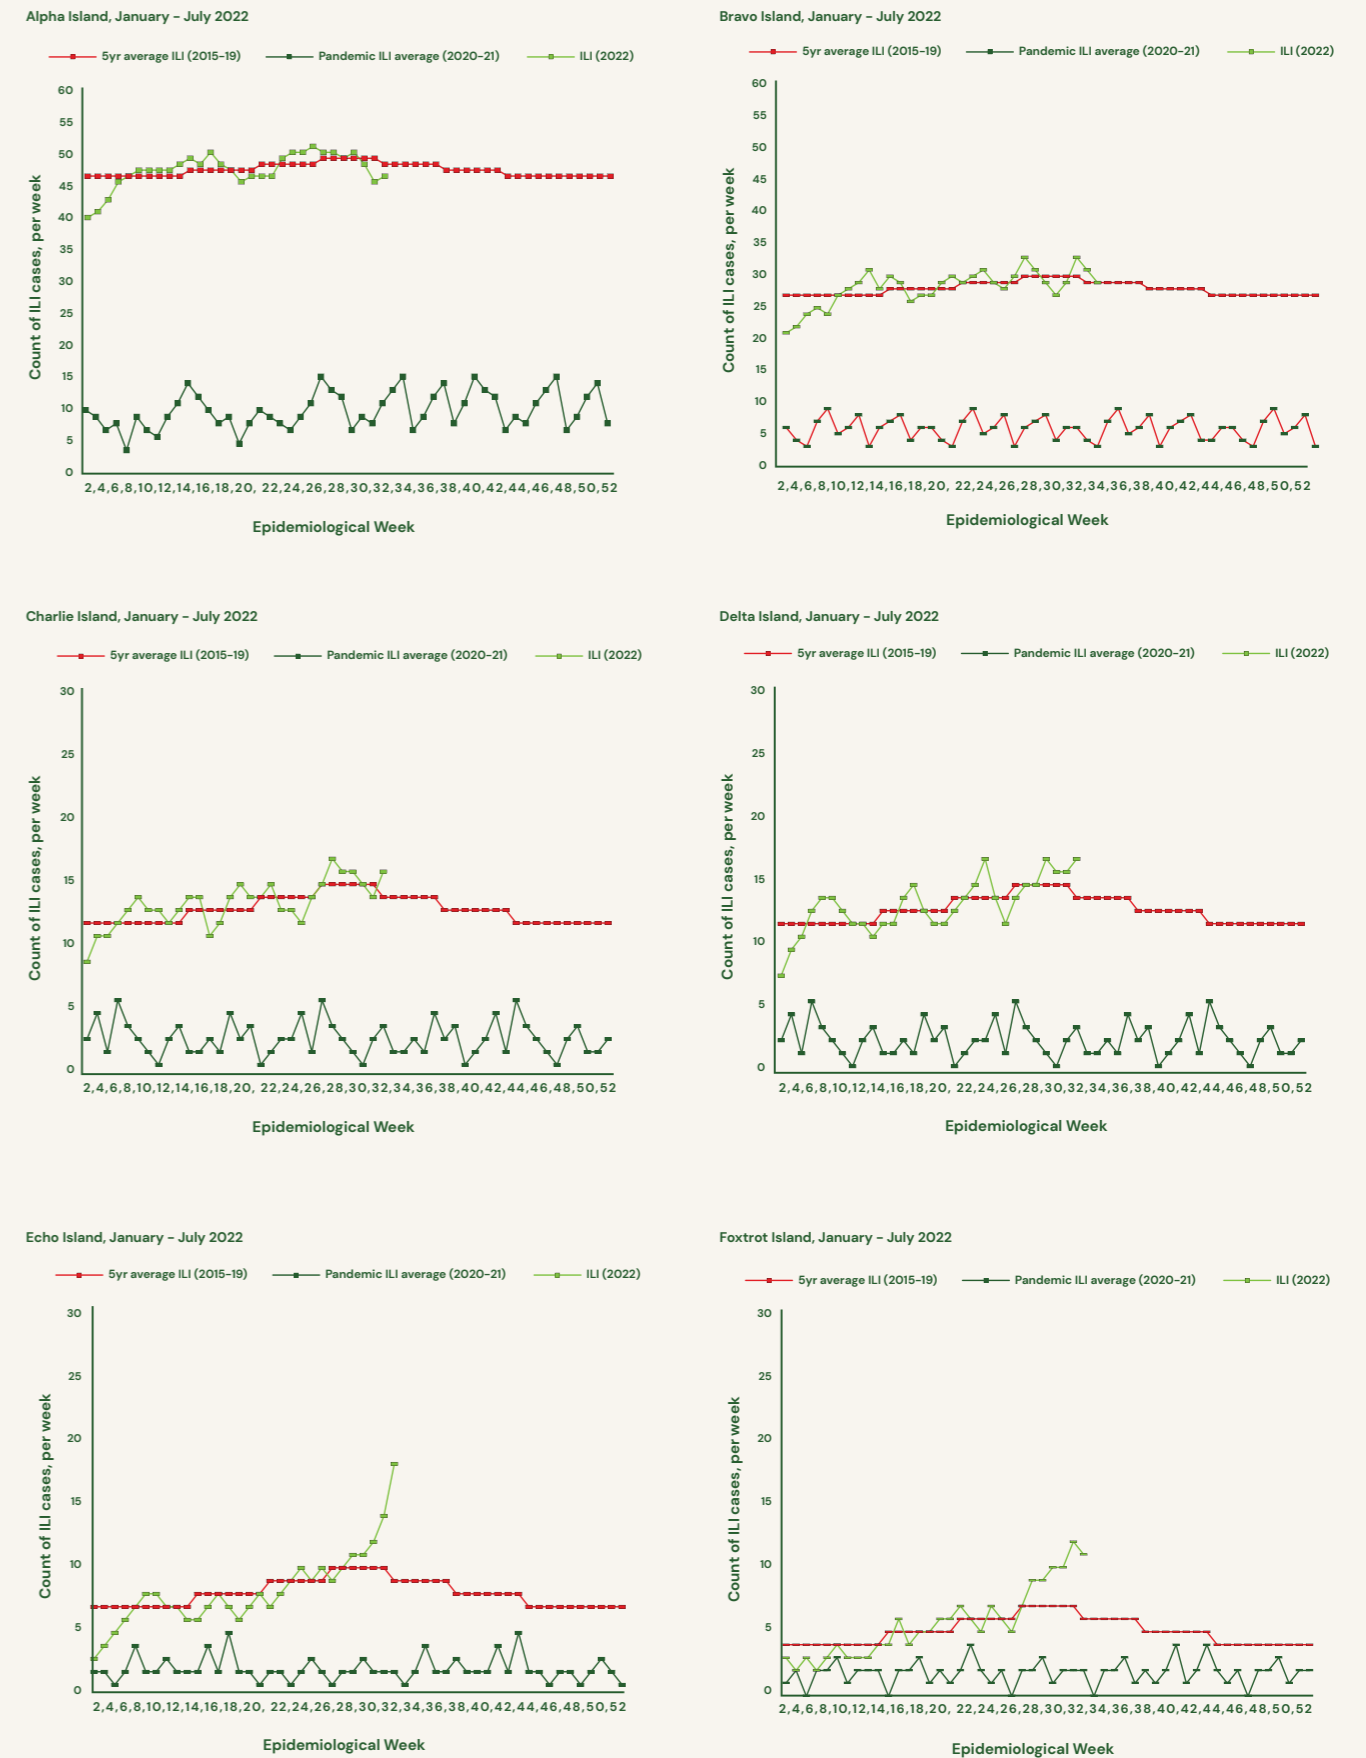 Alpha Island, January - July 2022
5yr average ILI (2015-19) Pandemic ILI average (2020-21) ILI (2022)
60
55
50
45
40
35
30
25
20
15
10
5
0
Count of ILI cases, per week
2,4,6,8,10,12,14,16,18,20, 22,24,26,28,30,32,34,36,38,40,42,44,46,48,50,52
Epidemiological Week
Bravo Island, January - July 2022
5yr average ILI (2015-19) Pandemic ILI average (2020-21) ILI (2022)
60
55
50
45
40
35
30
25
20
15
10
5
0
Count of ILI cases, per week
2,4,6,8,10,12,14,16,18,20, 22,24,26,28,30,32,34,36,38,40,42,44,46,48,50,52
Epidemiological Week
Charlie Island, January - July 2022
5yr average ILI (2015-19) Pandemic ILI average (2020-21) ILI (2022)
30
25
20
15
10
5
0
Count of ILI cases, per week
2,4,6,8,10,12,14,16,18,20, 22,24,26,28,30,32,34,36,38,40,42,44,46,48,50,52
Epidemiological Week
Delta Island, January - July 2022
5yr average ILI (2015-19) Pandemic ILI average (2020-21) ILI (2022)
30
25
20
15
10
5
0
Count of ILI cases, per week
2,4,6,8,10,12,14,16,18,20, 22,24,26,28,30,32,34,36,38,40,42,44,46,48,50,52
Epidemiological Week
Echo Island, January - July 2022
5yr average ILI (2015-19) Pandemic ILI average (2020-21) ILI (2022)
30
25
20
15
10
5
0
Count of ILI cases, per week
2,4,6,8,10,12,14,16,18,20, 22,24,26,28,30,32,34,36,38,40,42,44,46,48,50,52
Epidemiological Week
Foxtrot Island, January - July 2022
5yr average ILI (2015-19) Pandemic ILI average (2020-21) ILI (2022)
30
25
20
15
10
5
0
Count of ILI cases, per week
2,4,6,8,10,12,14,16,18,20, 22,24,26,28,30,32,34,36,38,40,42,44,46,48,50,52
Epidemiological Week